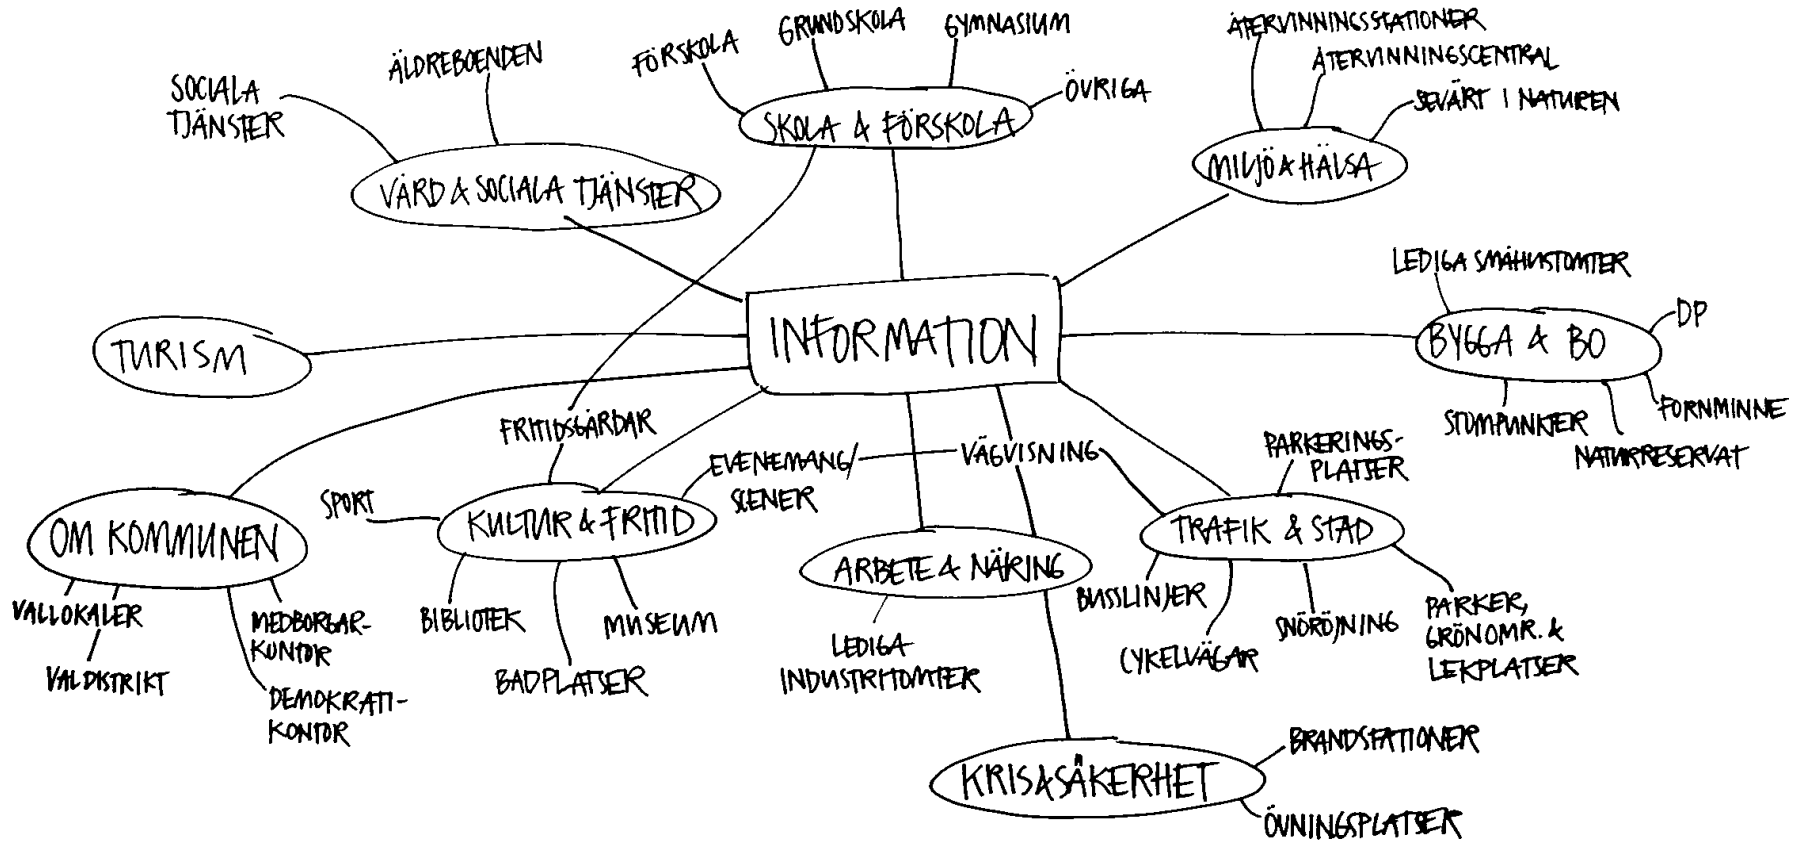 SOCIALA
TJÄNSTER
ÄLDREBOENDEN
VÅRD & SOCIALA TJÄNSTER
FÖRSKOLA
GRUNDSKOLA
GYMNASIUM
ÖVRIGA
SKOLA & FÖRSKOLA
ÅTERVINNINGSSTATIONER
ÅTERVINNINGSCENTRAL
SEVÄRT I NATUREN
MILJÖ & HÄLSA
LEDIGA SMÅHUSTOMTER
DP
BYGGA & BO
STOMPUNKTER
FORNMINNE
NATURRESERVAT
INFORMATION
TURISM
FRITIDSGÅRDAR
SPORT
EVENEMANG/
SCENER
VÄGVISNING
KULTUR & FRITID
BIBLIOTEK
BADPLATSER
MUSEUM
OM KOMMUNEN
VALLOKALER
VALDISTRIKT
MEDBORGAR-
KONTOR
DEMOKRATI-
KONTOR
ARBETE & NÄRING
LEDIGA
INDUSTRITOMTER
PARKERINGS-
PLATSER
TRAFIK & STAD
BUSSLINJER
CYKELVÄGAR
SNÖRÖJNING
PARKER,
GRÖNOMR. &
LEKPLATSER
KRIS & SÄKERHET
BRANDSTATIONER
ÖVNINGSPLATSER